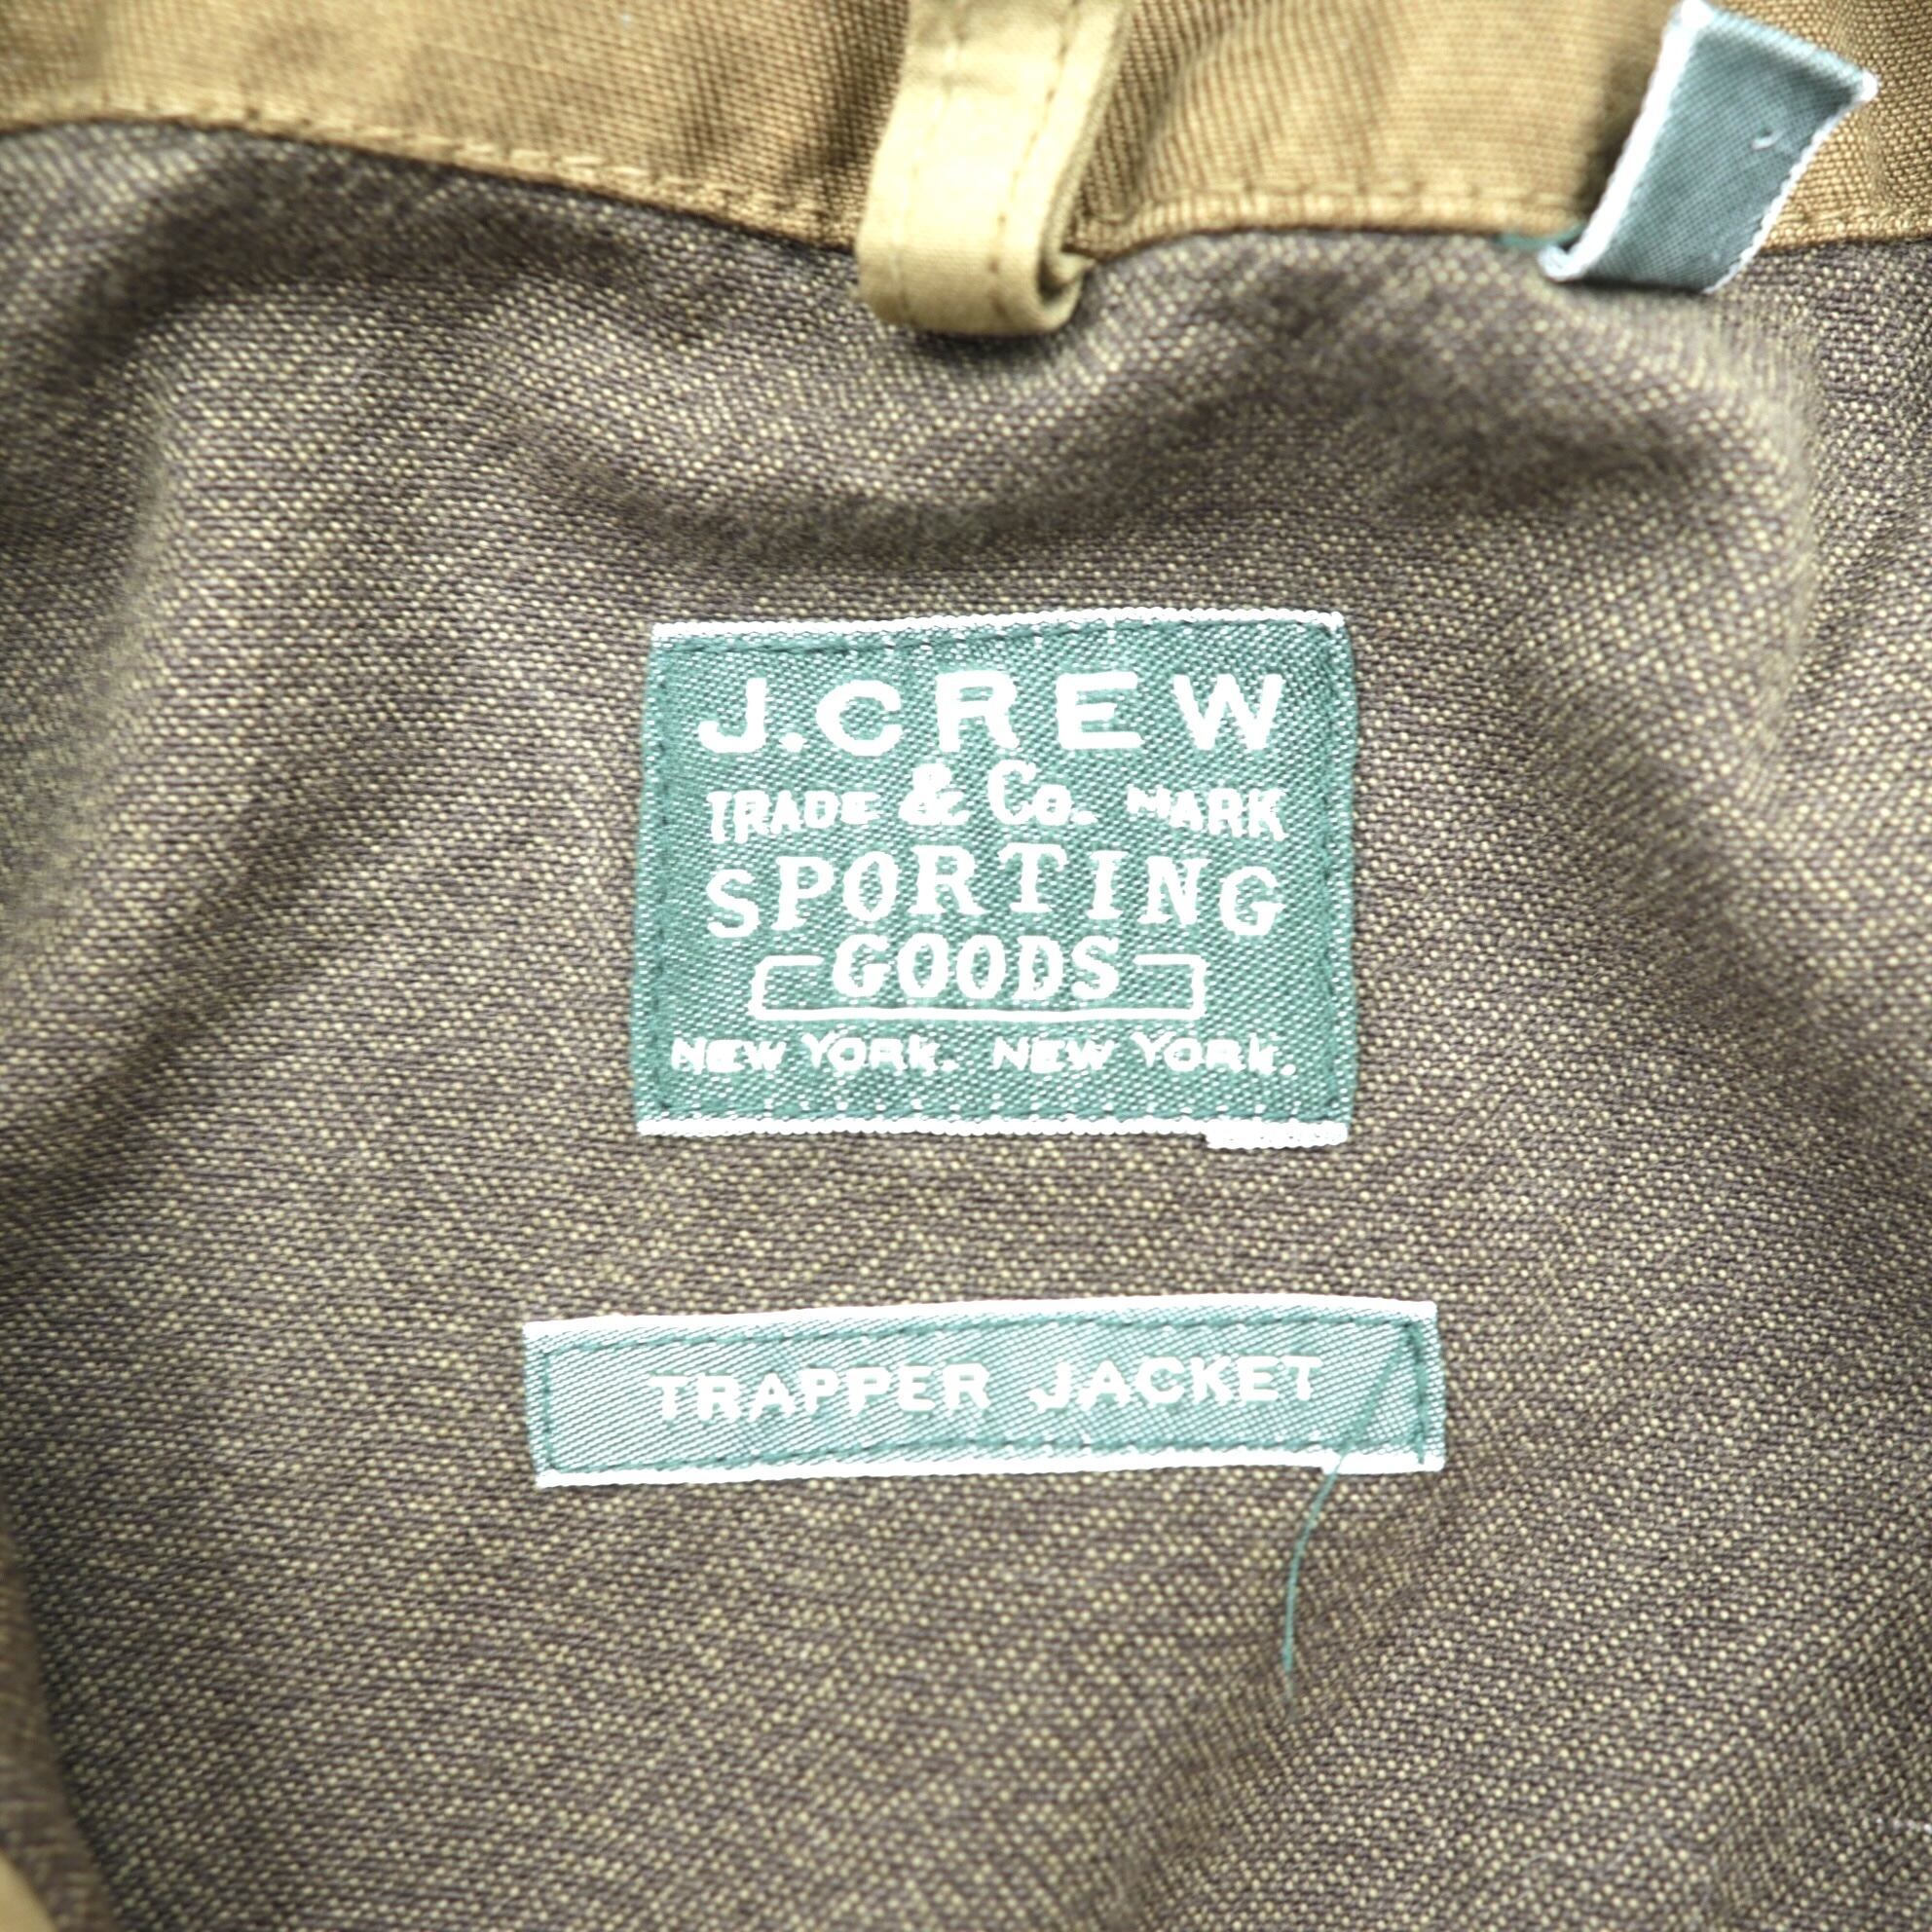 J.CREW
TRADE & Co. MARK
SPORTING
GOODS
NEW YORK. NEW YORK.
TRAPPER JACKET